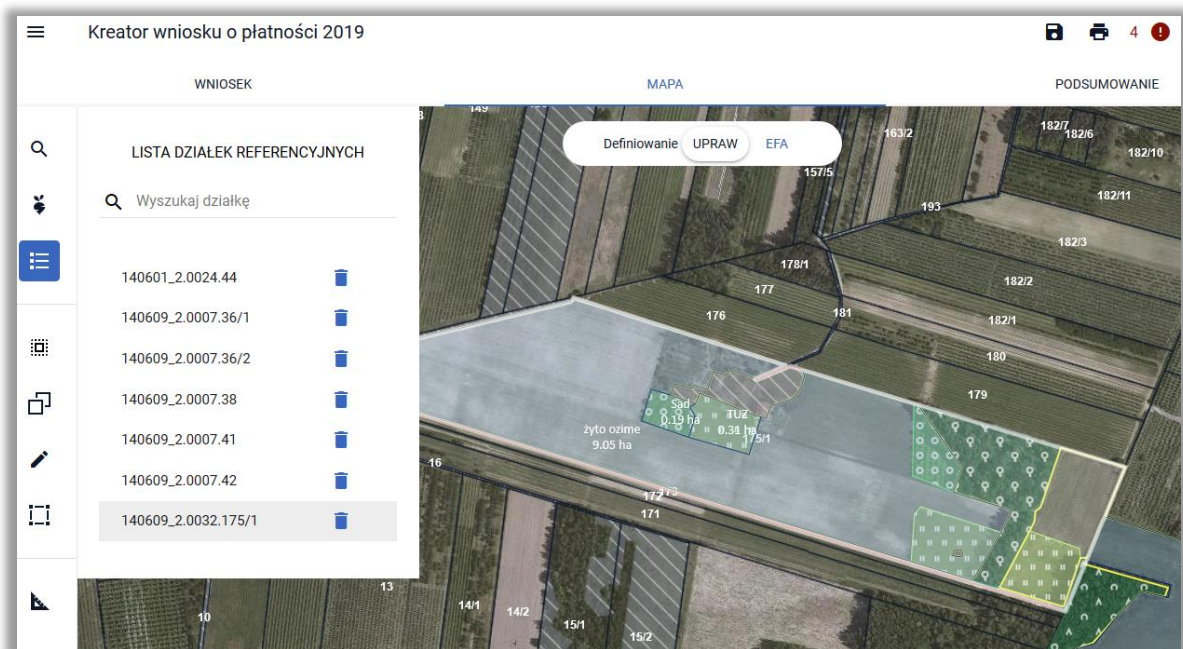 Kreator wniosku o płatności 2019
4
WNIOSEK
MAPA
PODSUMOWANIE
LISTA DZIAŁEK REFERENCYJNYCH
Wyszukaj działkę
140601_2.0024.44
140609_2.0007.36/1
140609_2.0007.36/2
140609_2.0007.38
140609_2.0007.41
140609_2.0007.42
140609_2.0032.175/1
Definiowanie UPRAW EFA
149
163/2
182/7
182/6
182/10
157/5
182/11
193
182/3
178/1
177
182/2
176
181
182/1
180
179
Sad
0.19 ha
TUZ
0.31 ha
175/1
żyto ozime
9.05 ha
16
172
173
171
13
10
14/1
14/2
15/1
15/2